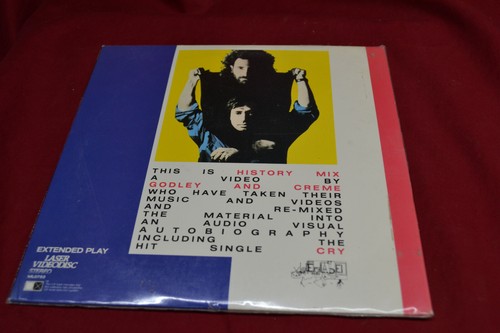 THIS IS HISTORY MIX
A VIDEO BY
GODLEY AND CREME
WHO HAVE TAKEN THEIR
MUSIC AND VIDEOS
AND RE-MIXED
THE MATERIAL INTO
AN AUDIO VISUAL
AUTOBIOGRAPHY
INCLUDING THE
HIT SINGLE CRY
EXTENDED PLAY
LASER
VIDEODISC
STEREO